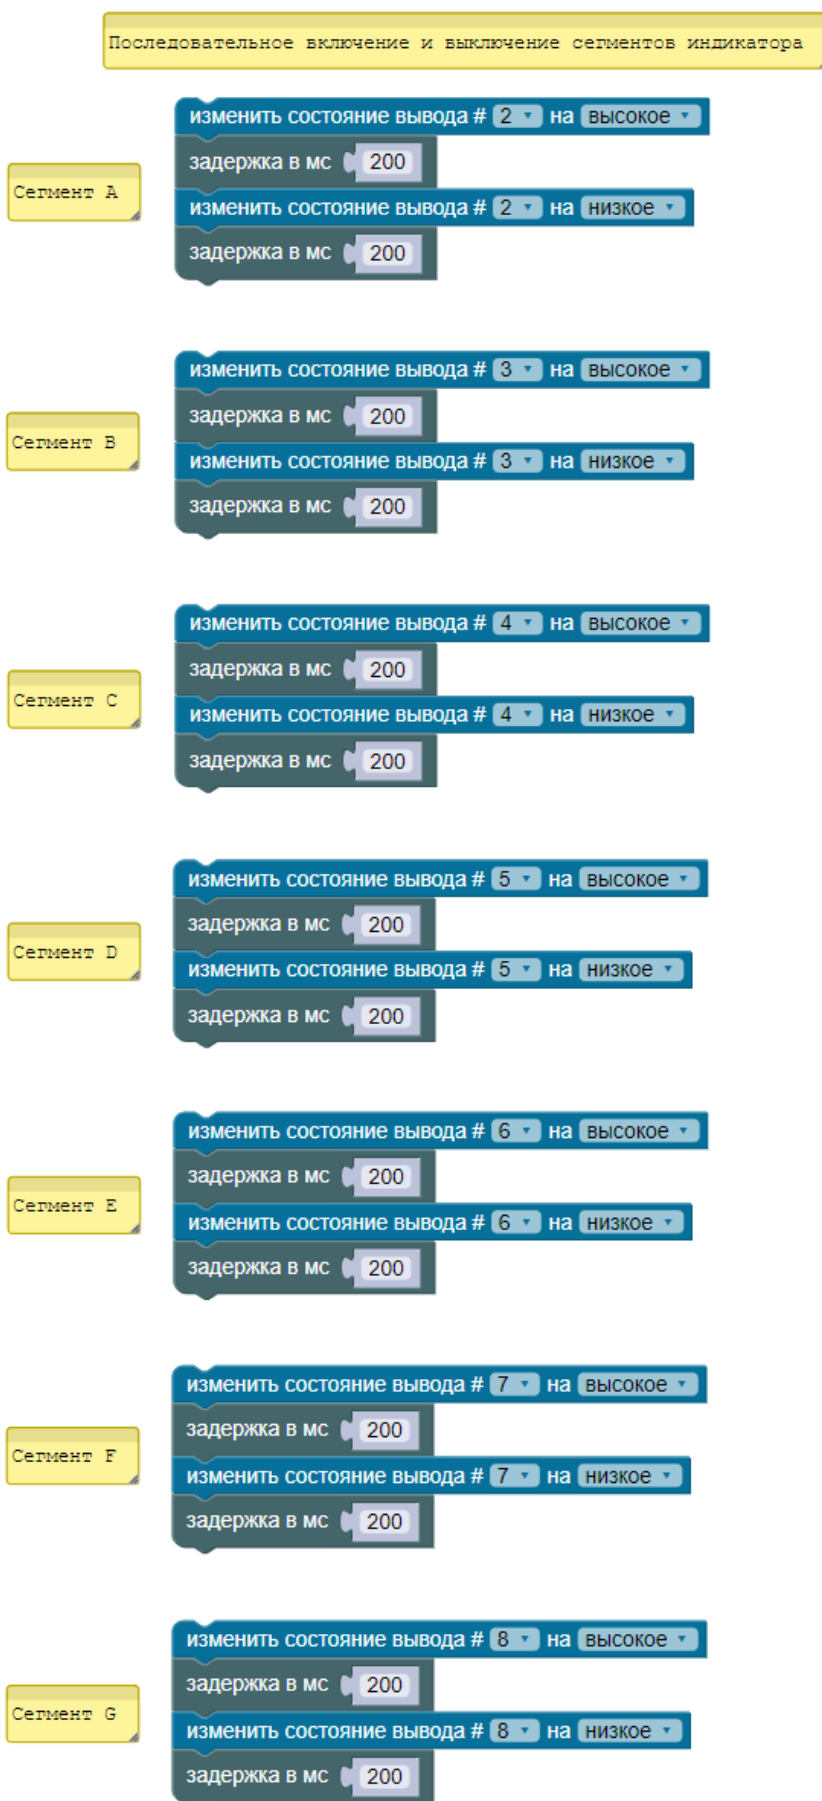 Последовательное включение и выключение сегментов индикатора
изменить состояние вывода # 2 на высокое
задержка в мс 200
Сегмент A
изменить состояние вывода # 2 на низкое
задержка в мс 200
изменить состояние вывода # 3 на высокое
задержка в мс 200
Сегмент B
изменить состояние вывода # 3 на низкое
задержка в мс 200
изменить состояние вывода # 4 на высокое
задержка в мс 200
Сегмент C
изменить состояние вывода # 4 на низкое
задержка в мс 200
изменить состояние вывода # 5 на высокое
задержка в мс 200
Сегмент D
изменить состояние вывода # 5 на низкое
задержка в мс 200
изменить состояние вывода # 6 на высокое
задержка в мс 200
Сегмент E
изменить состояние вывода # 6 на низкое
задержка в мс 200
изменить состояние вывода # 7 на высокое
задержка в мс 200
Сегмент F
изменить состояние вывода # 7 на низкое
задержка в мс 200
изменить состояние вывода # 8 на высокое
задержка в мс 200
Сегмент G
изменить состояние вывода # 8 на низкое
задержка в мс 200